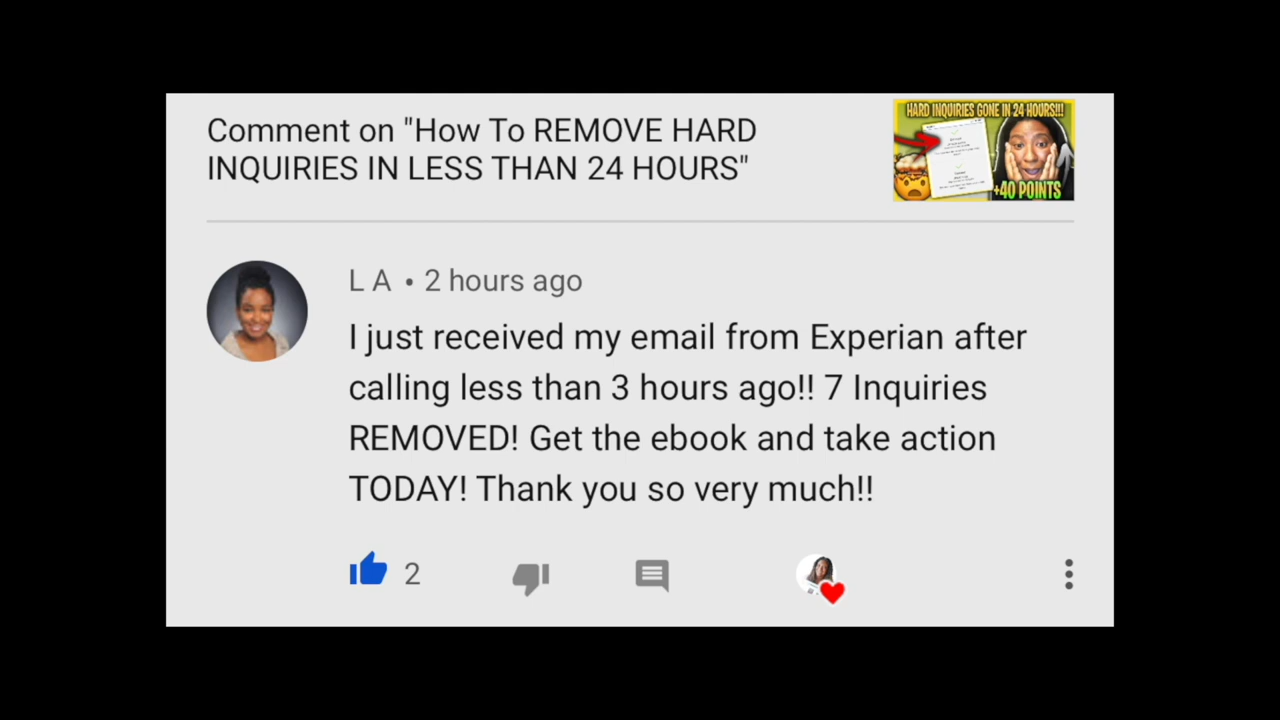 Comment on "How To REMOVE HARD
INQUIRIES IN LESS THAN 24 HOURS"
HARD INQUIRIES GONE IN 24 HOURS!!!
+40 POINTS
L A • 2 hours ago
I just received my email from Experian after
calling less than 3 hours ago!! 7 Inquiries
REMOVED! Get the ebook and take action
TODAY! Thank you so very much!!
2